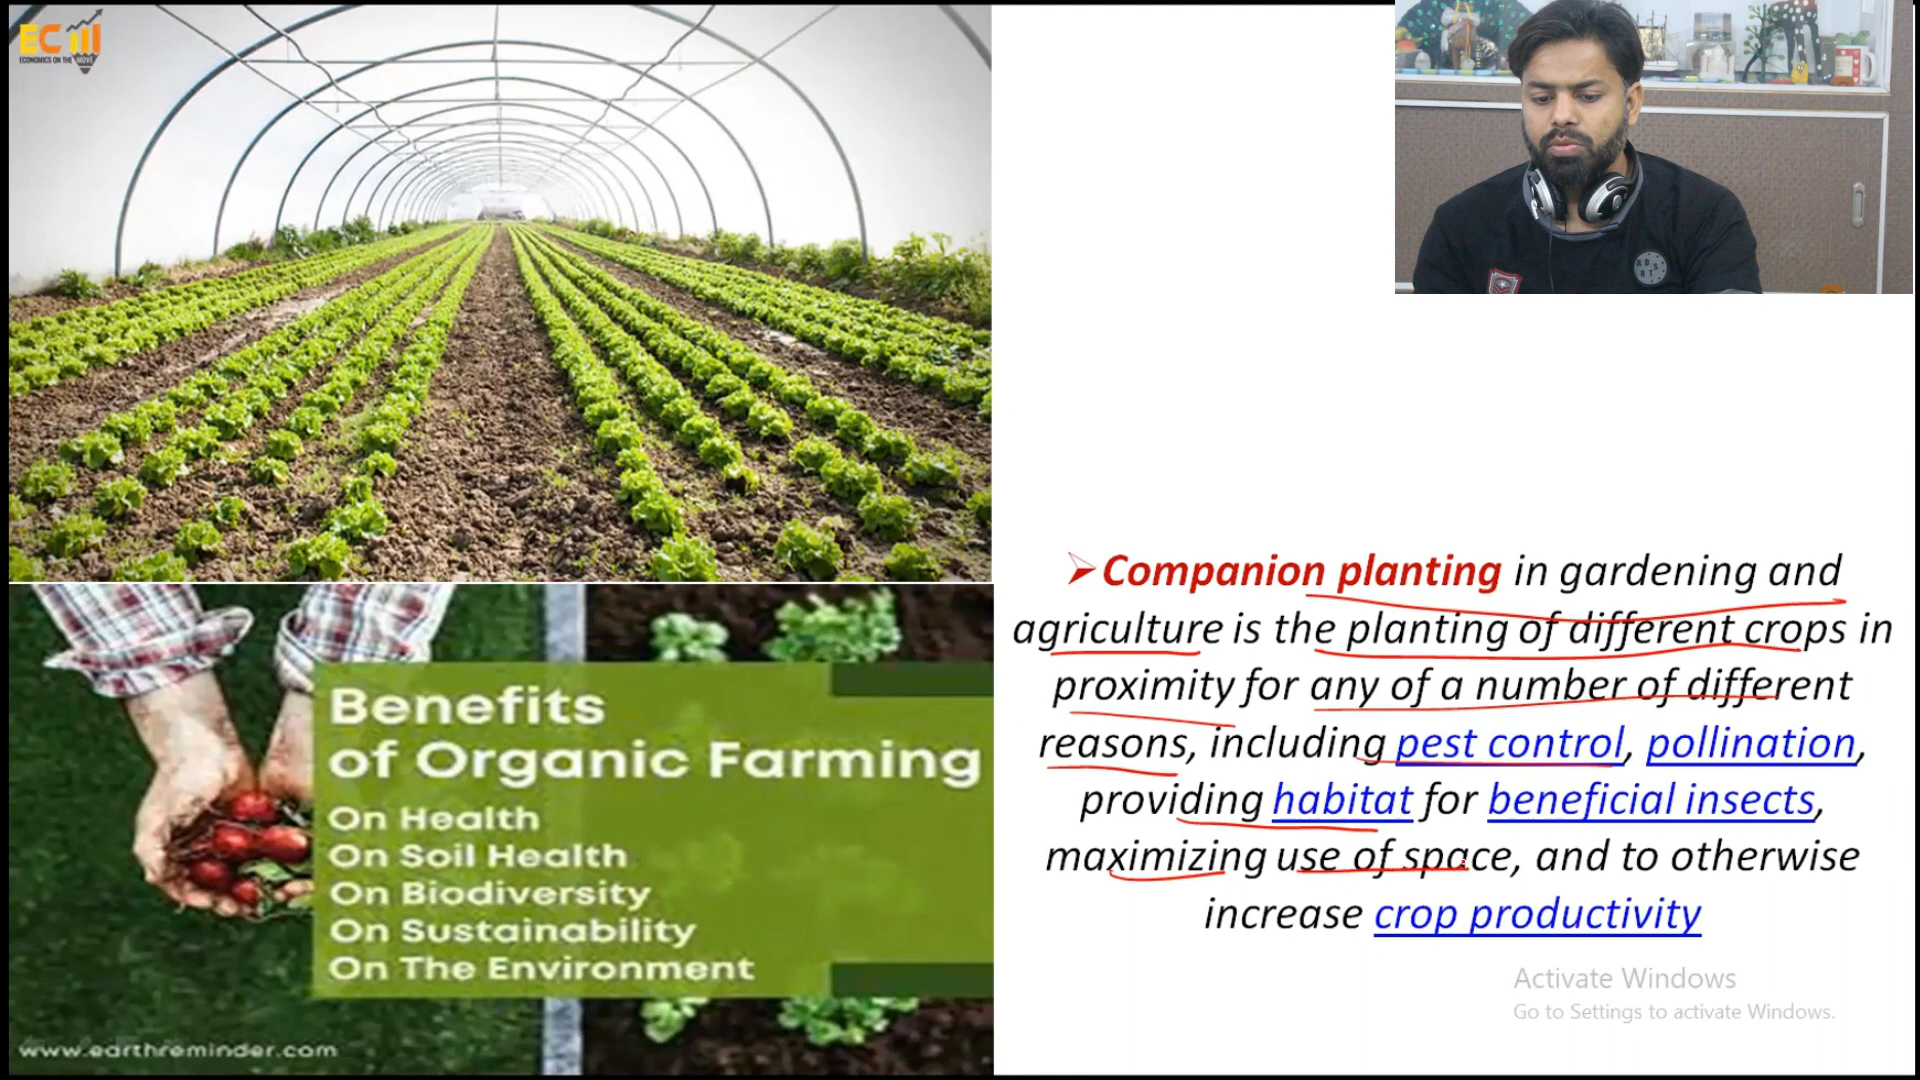 EC
ECONOMICS ON THE MOVE
➢Companion planting in gardening and
agriculture is the planting of different crops in
proximity for any of a number of different
reasons, including pest control, pollination,
providing habitat for beneficial insects,
maximizing use of space, and to otherwise
increase crop productivity
Benefits
of Organic Farming
On Health
On Soil Health
On Biodiversity
On Sustainability
On The Environment
www.earthreminder.com
Activate Windows
Go to Settings to activate Windows.